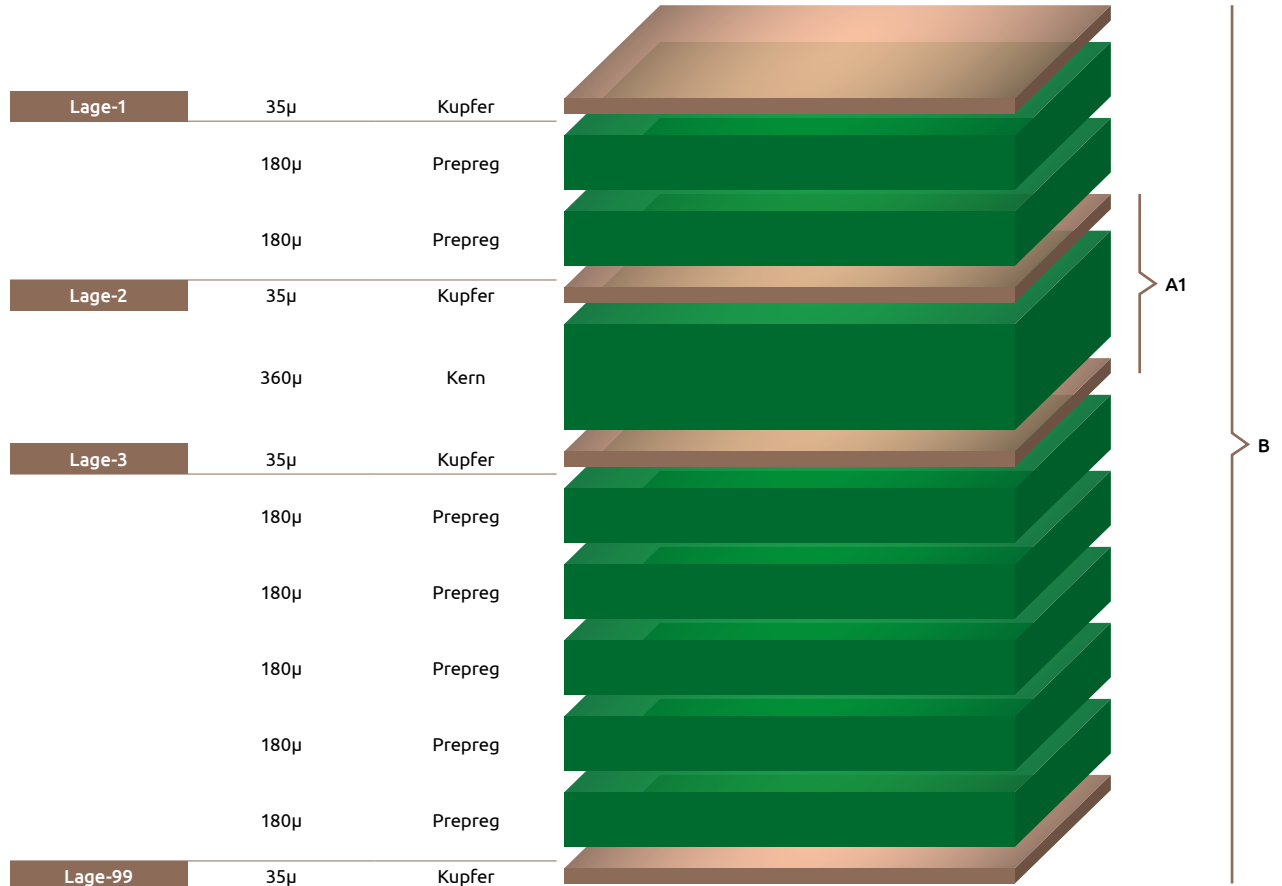 Lage-1 35µ Kupfer
180µ Prepreg
180µ Prepreg
A1
Lage-2 35µ Kupfer
360µ Kern
B
Lage-3 35µ Kupfer
180µ Prepreg
180µ Prepreg
180µ Prepreg
180µ Prepreg
180µ Prepreg
Lage-99 35µ Kupfer